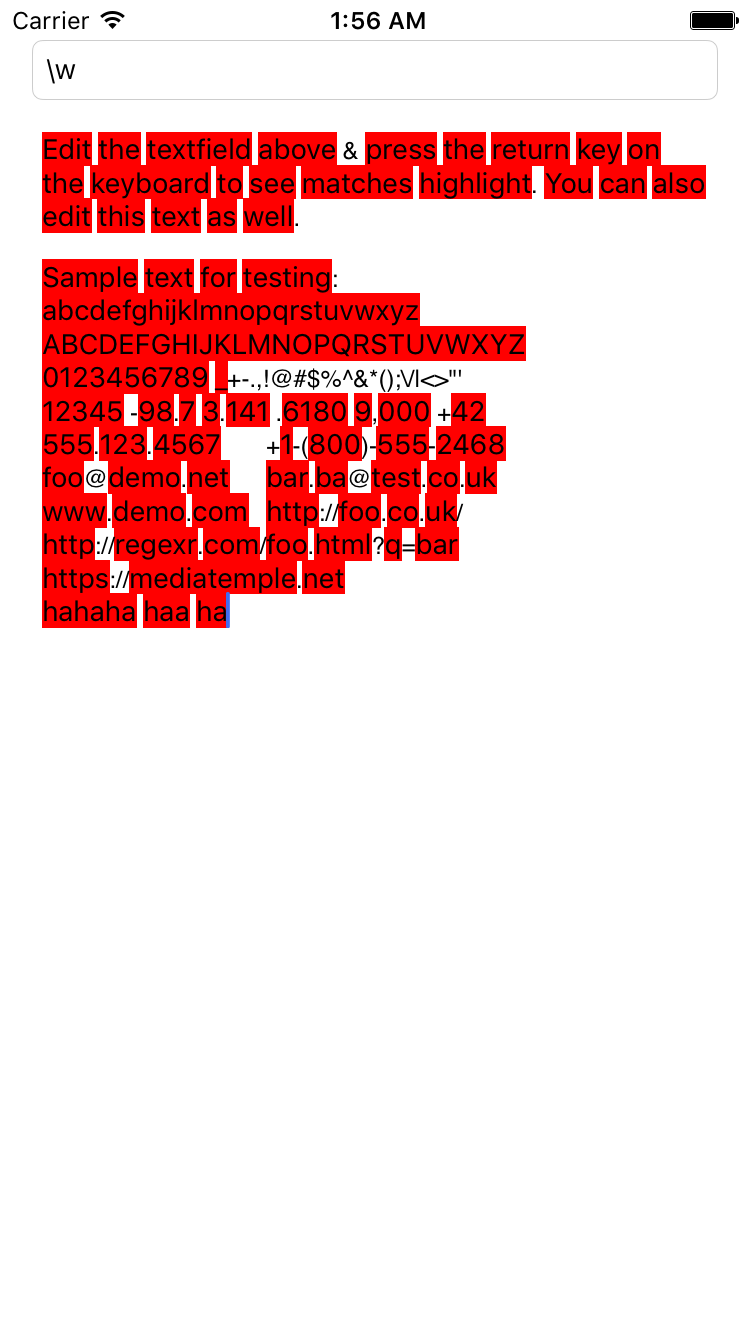 Carrier 1:56 AM
\w
Edit the textfield above & press the return key on
the keyboard to see matches highlight. You can also
edit this text as well.
Sample text for testing:
abcdefghijklmnopqrstuvwxyz
ABCDEFGHIJKLMNOPQRSTUVWXYZ
0123456789 _+-.,!@#$%^&*();\/|<>"'
12345 -98.7 3.141 .6180 9,000 +42
555.123.4567 +1-(800)-555-2468
foo@demo.net bar.ba@test.co.uk
www.demo.com http://foo.co.uk/
http://regexr.com/foo.html?q=bar
https://mediatemple.net
hahaha haa ha